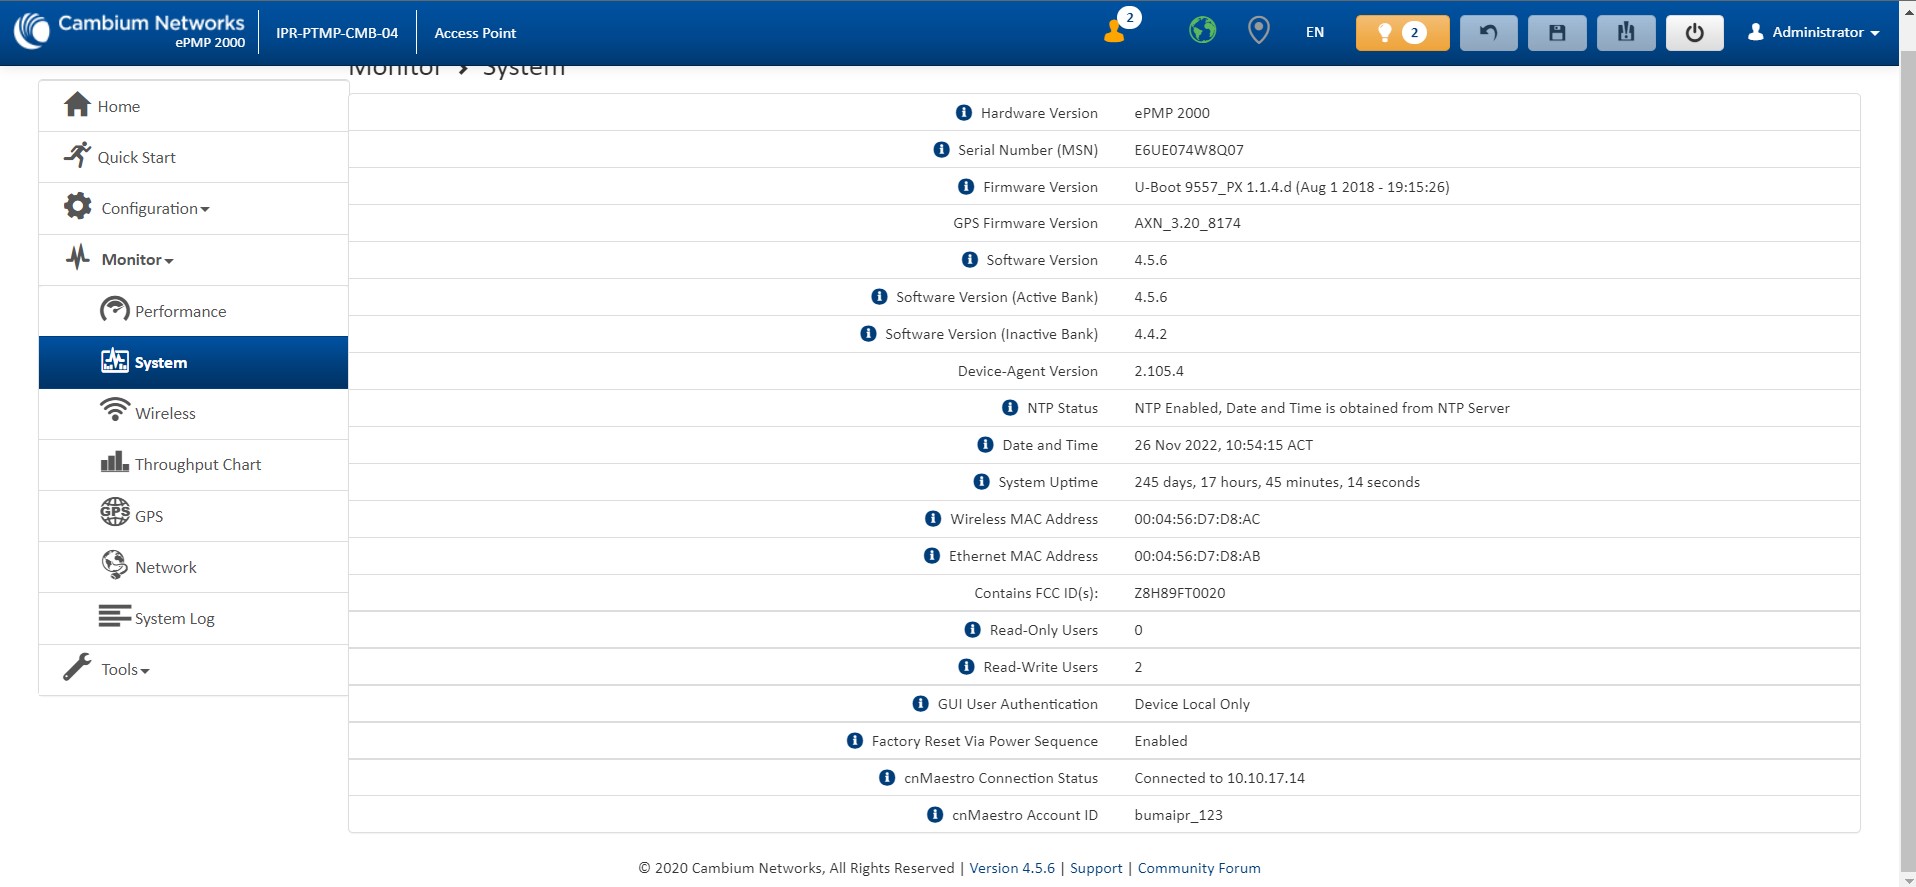 Cambium Networks
ePMP 2000
IPR-PTMP-CMB-04
Access Point
2
EN
2
Administrator
Monitor > System
Home
Quick Start
Configuration
Monitor
Performance
System
Wireless
Throughput Chart
GPS
GPS
Network
System Log
Tools
Hardware Version ePMP 2000
Serial Number (MSN) E6UE074W8Q07
Firmware Version U-Boot 9557_PX 1.1.4.d (Aug 1 2018 - 19:15:26)
GPS Firmware Version AXN_3.20_8174
Software Version 4.5.6
Software Version (Active Bank) 4.5.6
Software Version (Inactive Bank) 4.4.2
Device-Agent Version 2.105.4
NTP Status NTP Enabled, Date and Time is obtained from NTP Server
Date and Time 26 Nov 2022, 10:54:15 ACT
System Uptime 245 days, 17 hours, 45 minutes, 14 seconds
Wireless MAC Address 00:04:56:D7:D8:AC
Ethernet MAC Address 00:04:56:D7:D8:AB
Contains FCC ID(s): Z8H89FT0020
Read-Only Users 0
Read-Write Users 2
GUI User Authentication Device Local Only
Factory Reset Via Power Sequence Enabled
cnMaestro Connection Status Connected to 10.10.17.14
cnMaestro Account ID bumaipr_123
© 2020 Cambium Networks, All Rights Reserved | Version 4.5.6 | Support | Community Forum